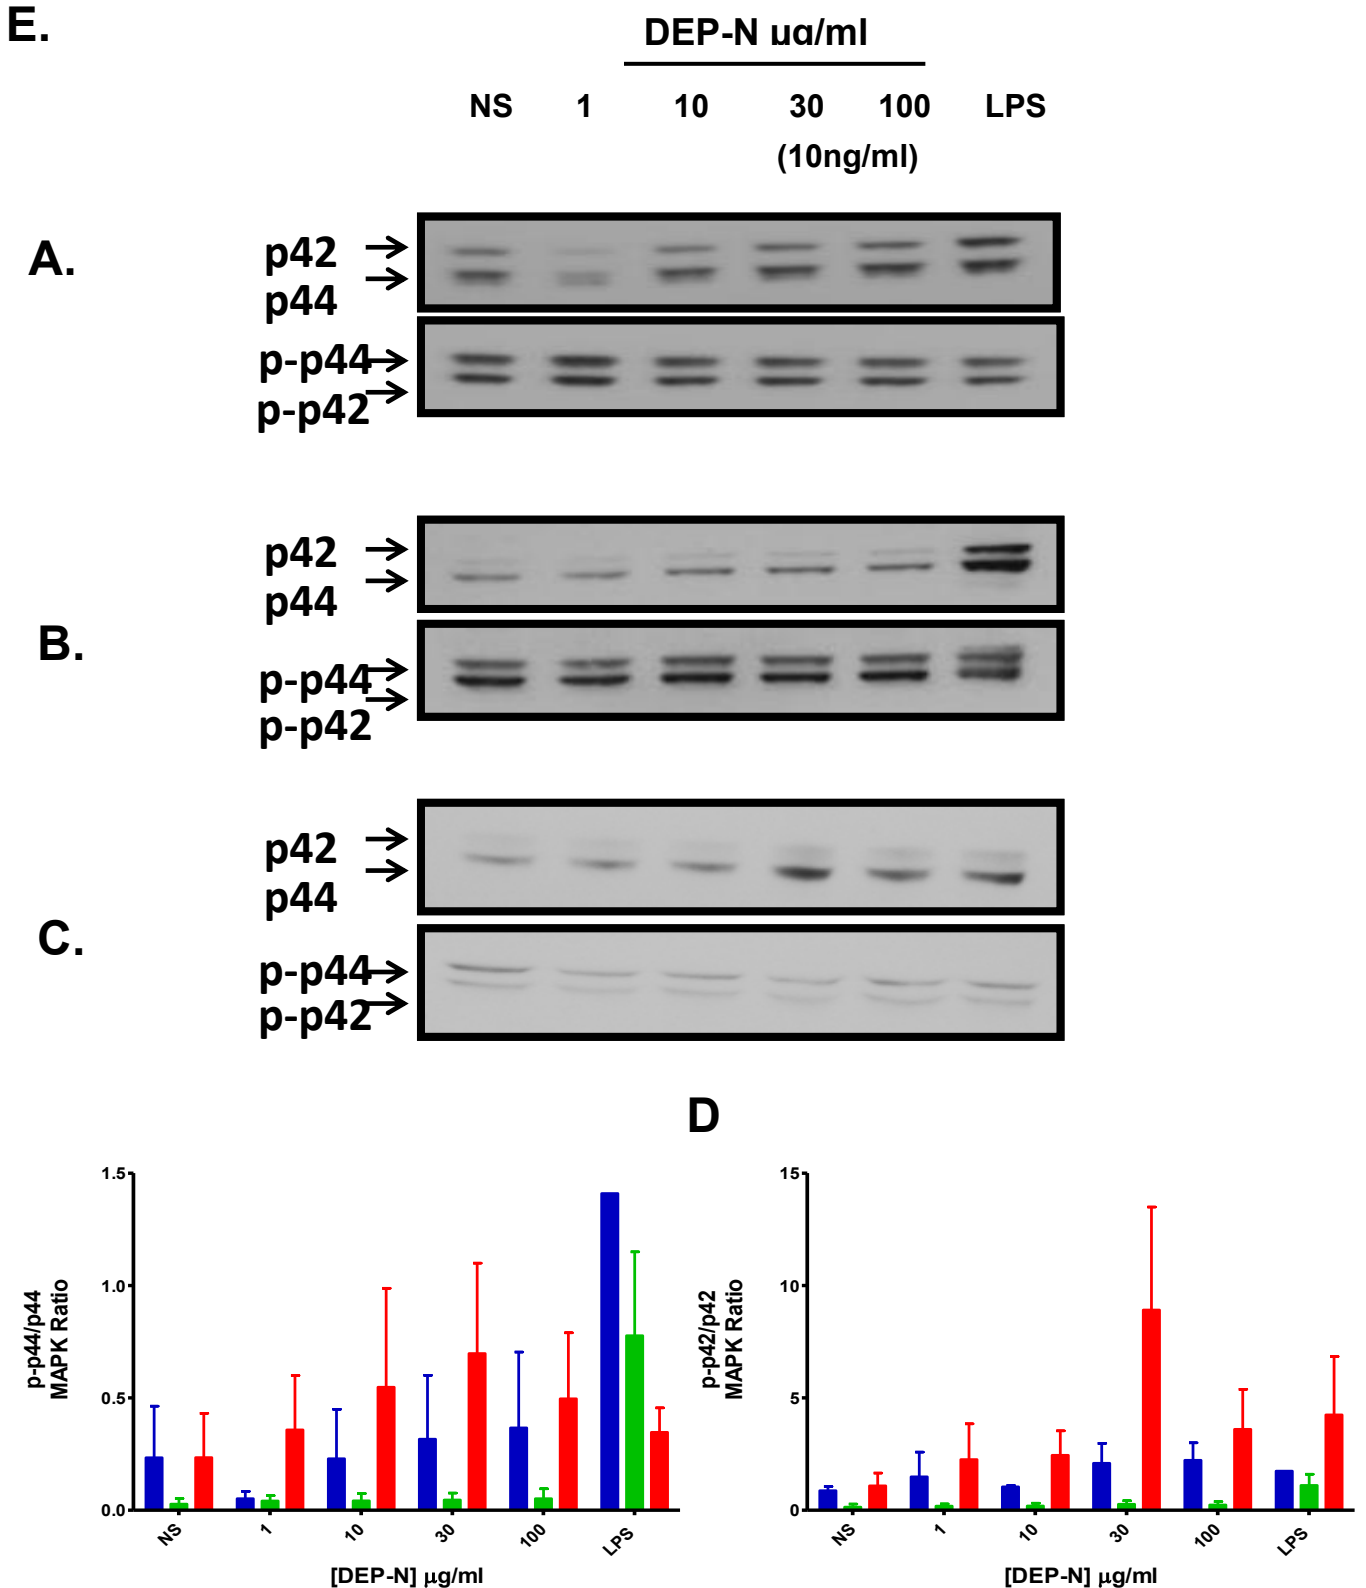 E.
DEP-N µɑ/ml
NS 1 10 30 100 LPS
(10ng/ml)
A.
p42
p44
p-p44
p-p42
B.
p42
p44
p-p44
p-p42
C.
p42
p44
p-p44
p-p42
D
p-p44/p44
MAPK Ratio
1.5
1.0
0.5
0.0
NS 1 10 30 100 LPS
[DEP-N] µg/ml
p-p42/p42
MAPK Ratio
15
10
5
0
NS 1 10 30 100 LPS
[DEP-N] µg/ml